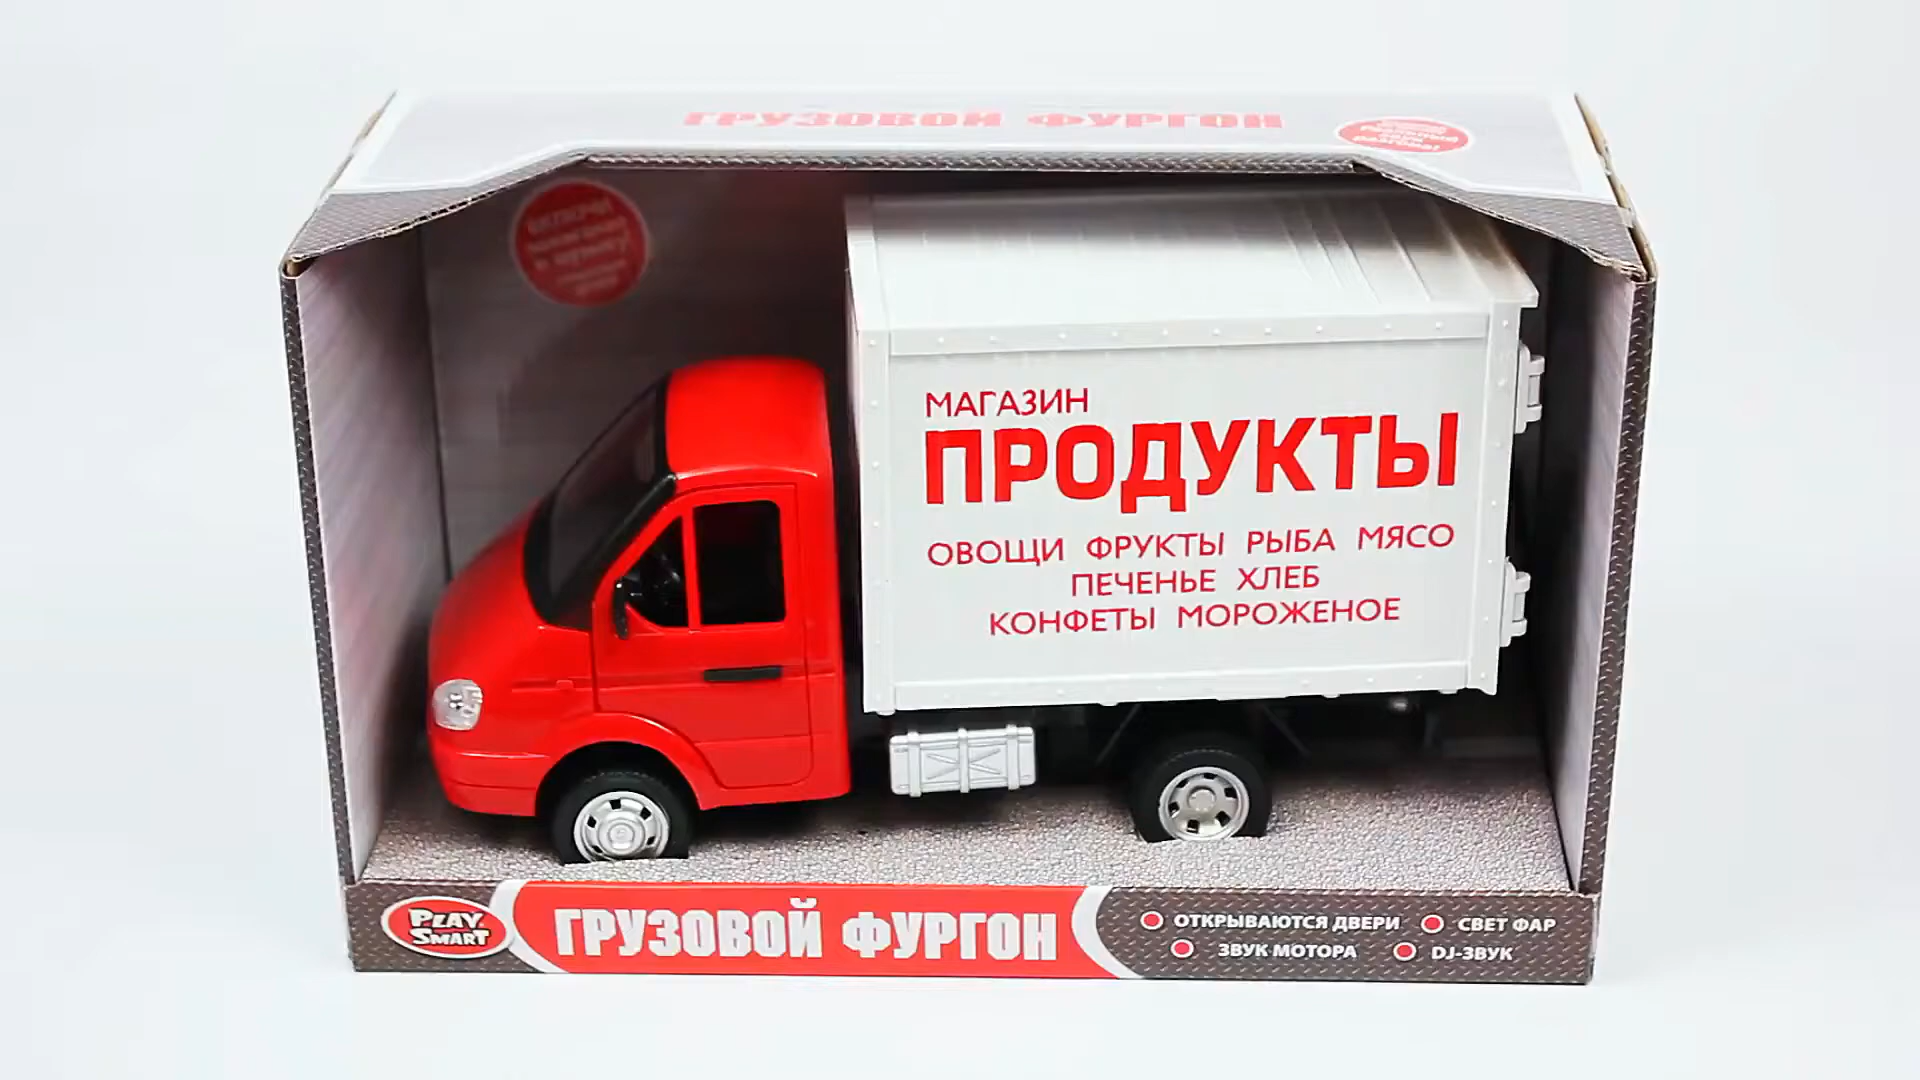 ГРУЗОВОЙ ФУРГОН
МАГАЗИН
ПРОДУКТЫ
ОВОЩИ ФРУКТЫ РЫБА МЯСО
ПЕЧЕНЬЕ ХЛЕБ
КОНФЕТЫ МОРОЖЕНОЕ
PLAY SMART
ГРУЗОВОЙ ФУРГОН
ОТКРЫВАЮТСЯ ДВЕРИ СВЕТ ФАР
ЗВУК МОТОРА DJ-ЗВУК